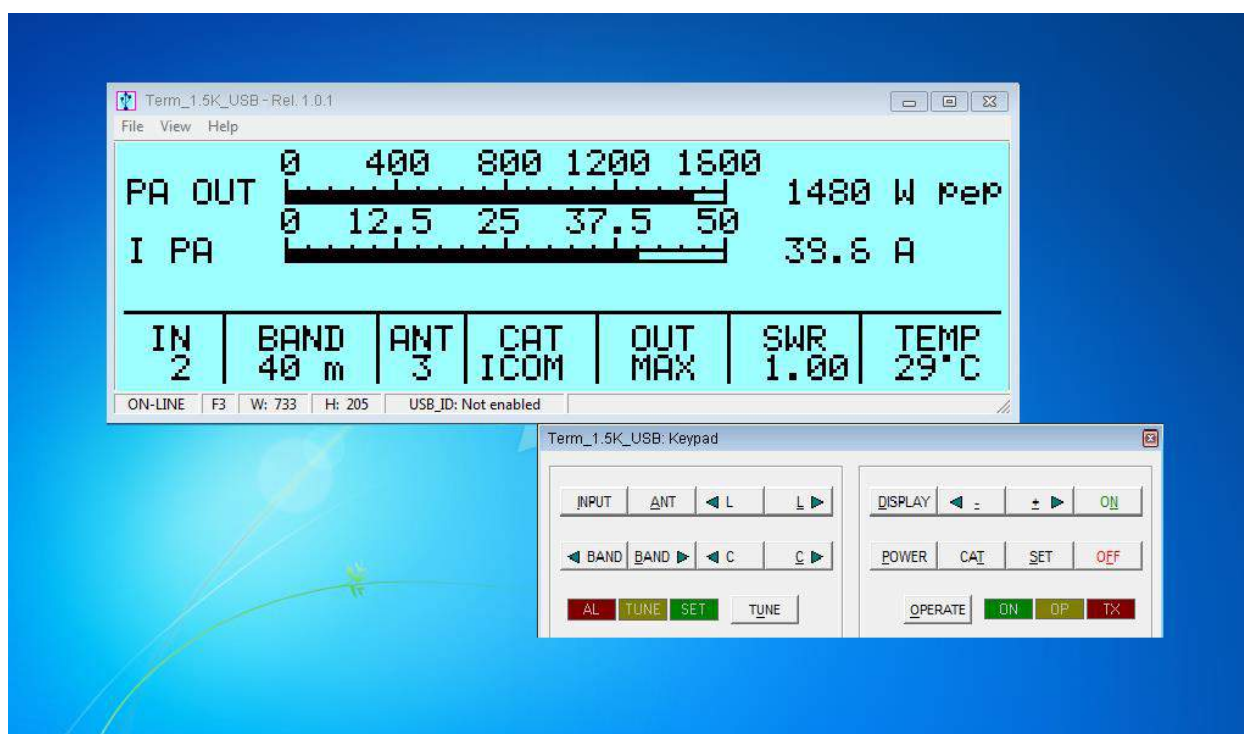 Term_1.5K_USB - Rel. 1.0.1
File View Help
0 400 800 1200 1600
PA OUT 1480 W pep
0 12.5 25 37.5 50
I PA 39.6 A
IN BAND ANT CAT OUT SWR TEMP
2 40 m 3 ICOM MAX 1.00 29°C
ON-LINE F3 W: 733 H: 205 USB_ID: Not enabled
Term_1.5K_USB: Keypad
INPUT ANT ◀ L L ▶ DISPLAY ◀ - ± ▶ ON
◀ BAND BAND ▶ ◀ C C ▶ POWER CAT SET OFF
AL TUNE SET TUNE OPERATE ON OP TX